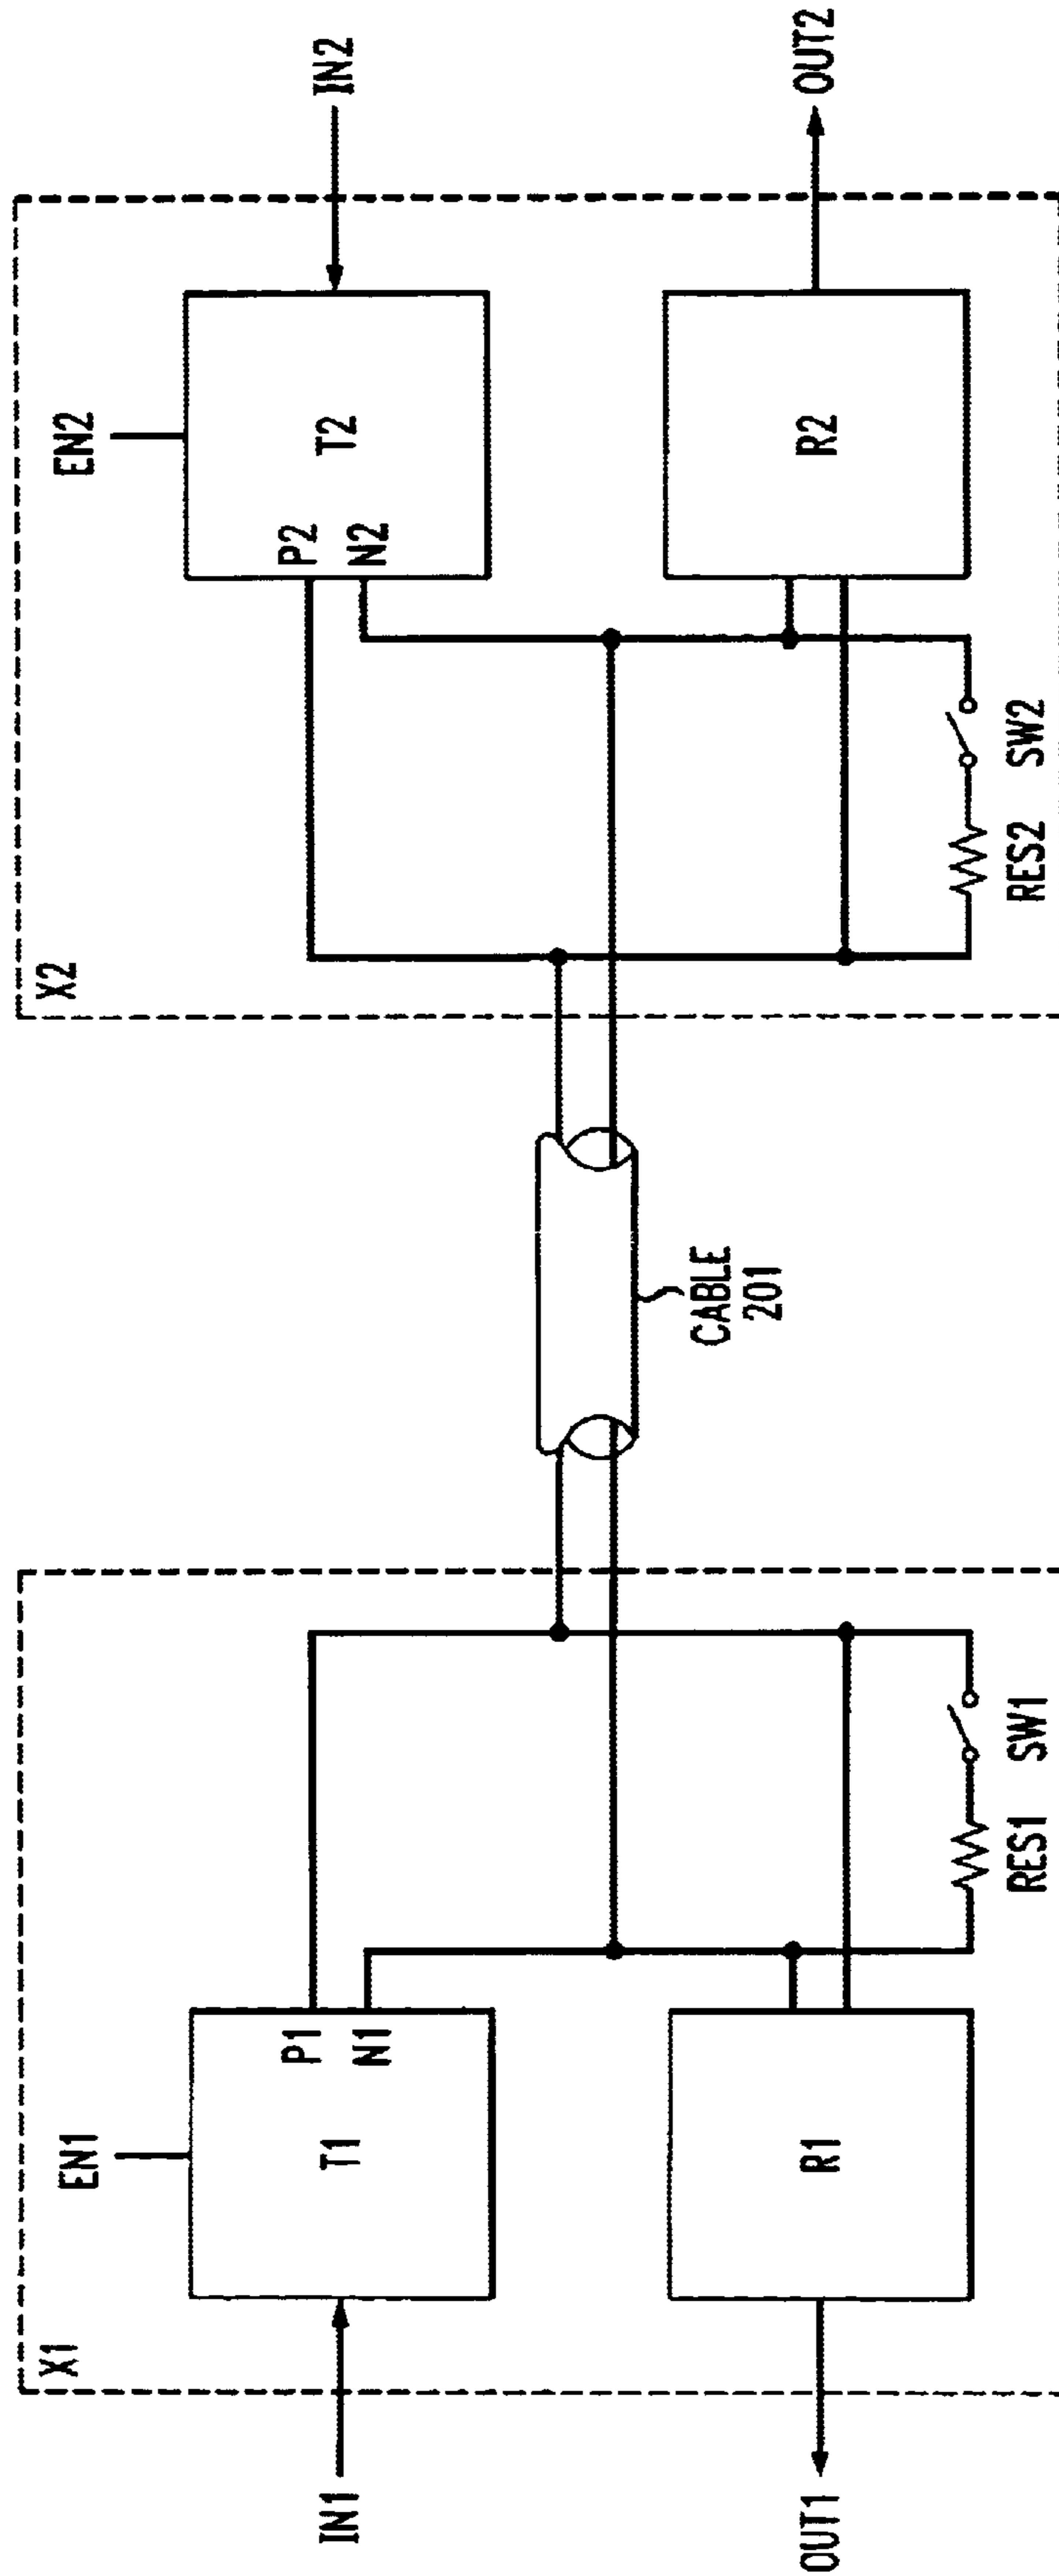 X1
EN1
IN1
T1
P1
N1
OUT1
R1
RES1 SW1
CABLE
201
X2
EN2
P2
N2
T2
IN2
R2
OUT2
RES2 SW2